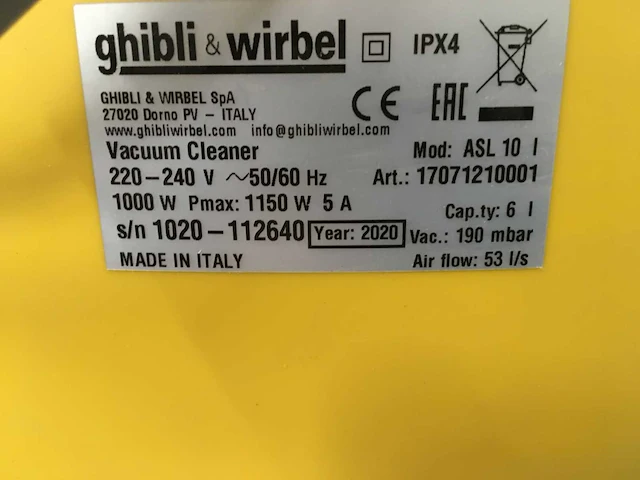 ghibli & wirbel IPX4
GHIBLI & WIRBEL SpA
27020 Dorno PV – ITALY
CE EAC
www.ghibliwirbel.com info@ghibliwirbel.com
Vacuum Cleaner Mod: ASL 10 I
220–240 V ~50/60 Hz Art.: 17071210001
1000 W Pmax: 1150 W 5 A Cap.ty: 6 l
s/n 1020–112640 Year: 2020 Vac.: 190 mbar
MADE IN ITALY Air flow: 53 l/s